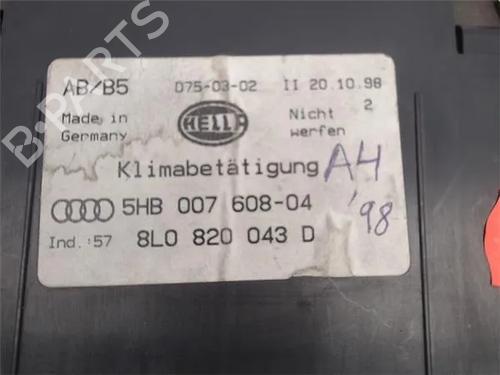 AB/B5 D75-03-02 II 20.10.98
Made in Germany
HELLA
Nicht 2
werfen
Klimabetätigung A4
5HB 007 608-04 '98
Ind.:57 8L0 820 043 D
B-PARTS